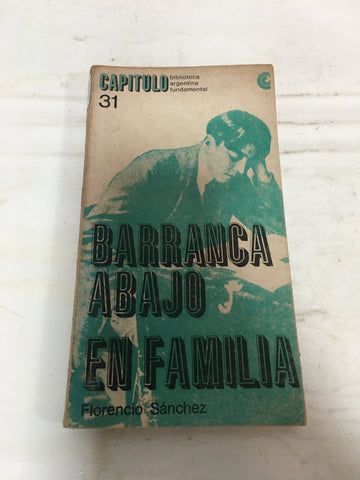 CAPITULO
biblioteca
argentina
fundamental
31
BARRANCA
ABAJO
EN FAMILIA
Florencio Sánchez